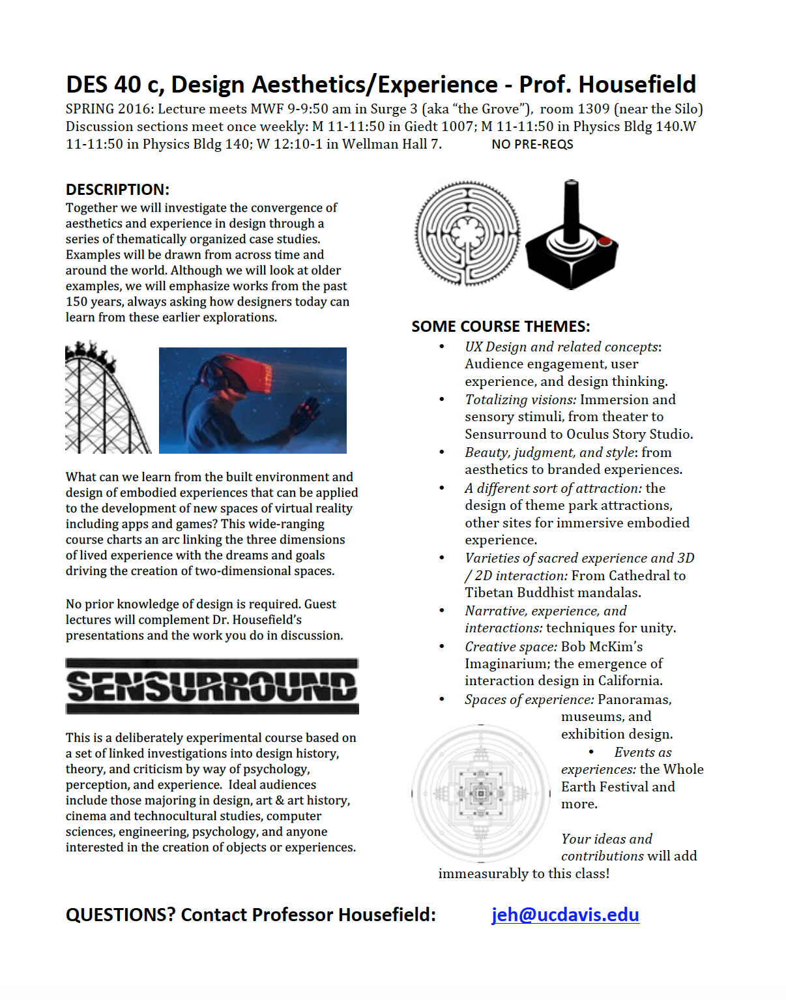 DES 40 c, Design Aesthetics/Experience - Prof. Housefield
SPRING 2016: Lecture meets MWF 9-9:50 am in Surge 3 (aka “the Grove”),  room 1309 (near the Silo)
Discussion sections meet once weekly: M 11-11:50 in Giedt 1007; M 11-11:50 in Physics Bldg 140.W
11-11:50 in Physics Bldg 140; W 12:10-1 in Wellman Hall 7. NO PRE-REQS
DESCRIPTION:
Together we will investigate the convergence of
aesthetics and experience in design through a
series of thematically organized case studies.
Examples will be drawn from across time and
around the world. Although we will look at older
examples, we will emphasize works from the past
150 years, always asking how designers today can
learn from these earlier explorations.
What can we learn from the built environment and
design of embodied experiences that can be applied
to the development of new spaces of virtual reality
including apps and games? This wide-ranging
course charts an arc linking the three dimensions
of lived experience with the dreams and goals
driving the creation of two-dimensional spaces.
No prior knowledge of design is required. Guest
lectures will complement Dr. Housefield’s
presentations and the work you do in discussion.
SENSURROUND
This is a deliberately experimental course based on
a set of linked investigations into design history,
theory, and criticism by way of psychology,
perception, and experience.  Ideal audiences
include those majoring in design, art & art history,
cinema and technocultural studies, computer
sciences, engineering, psychology, and anyone
interested in the creation of objects or experiences.
SOME COURSE THEMES:
• UX Design and related concepts:
Audience engagement, user
experience, and design thinking.
• Totalizing visions: Immersion and
sensory stimuli, from theater to
Sensurround to Oculus Story Studio.
• Beauty, judgment, and style: from
aesthetics to branded experiences.
• A different sort of attraction: the
design of theme park attractions,
other sites for immersive embodied
experience.
• Varieties of sacred experience and 3D
/ 2D interaction: From Cathedral to
Tibetan Buddhist mandalas.
• Narrative, experience, and
interactions: techniques for unity.
• Creative space: Bob McKim’s
Imaginarium; the emergence of
interaction design in California.
• Spaces of experience: Panoramas,
museums, and
exhibition design.
• Events as
experiences: the Whole
Earth Festival and
more.
Your ideas and
contributions will add
immeasurably to this class!
QUESTIONS? Contact Professor Housefield: jeh@ucdavis.edu